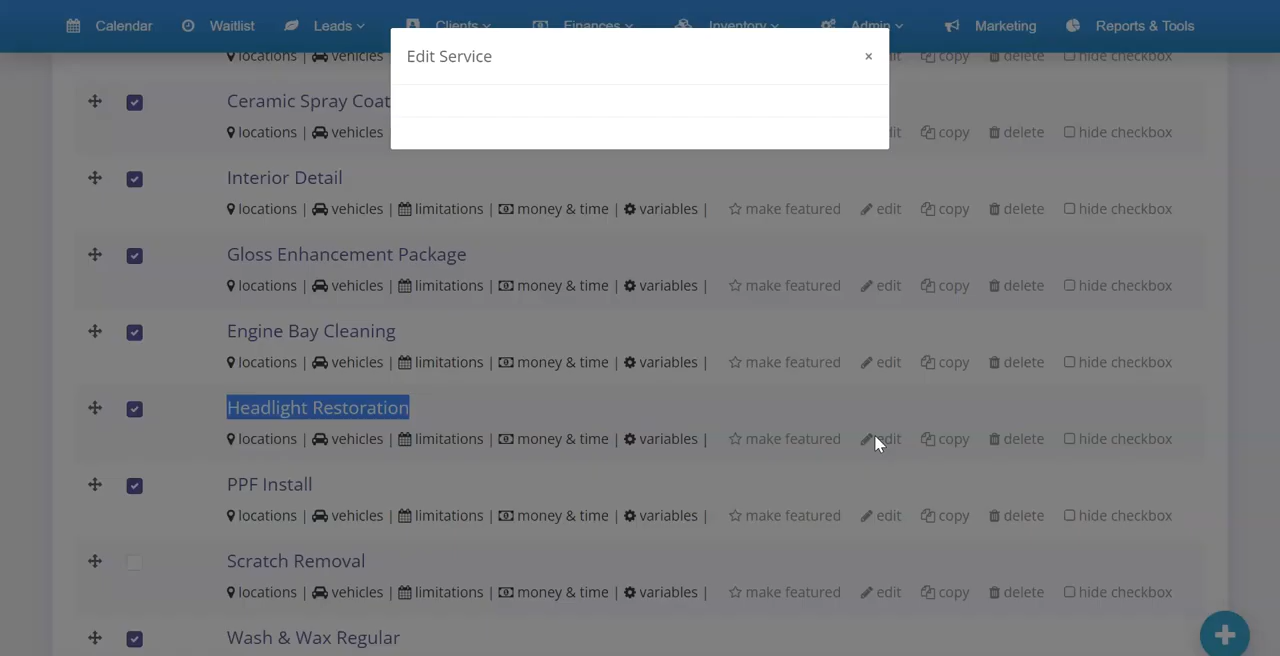 Calendar Waitlist Leads Clients Finances Inventory Admin Marketing Reports & Tools
Edit Service ×
locations | vehicles edit copy delete hide checkbox
Ceramic Spray Coat
locations | vehicles edit copy delete hide checkbox
Interior Detail
locations | vehicles | limitations | money & time | variables | make featured edit copy delete hide checkbox
Gloss Enhancement Package
locations | vehicles | limitations | money & time | variables | make featured edit copy delete hide checkbox
Engine Bay Cleaning
locations | vehicles | limitations | money & time | variables | make featured edit copy delete hide checkbox
Headlight Restoration
locations | vehicles | limitations | money & time | variables | make featured edit copy delete hide checkbox
PPF Install
locations | vehicles | limitations | money & time | variables | make featured edit copy delete hide checkbox
Scratch Removal
locations | vehicles | limitations | money & time | variables | make featured edit copy delete hide checkbox
Wash & Wax Regular